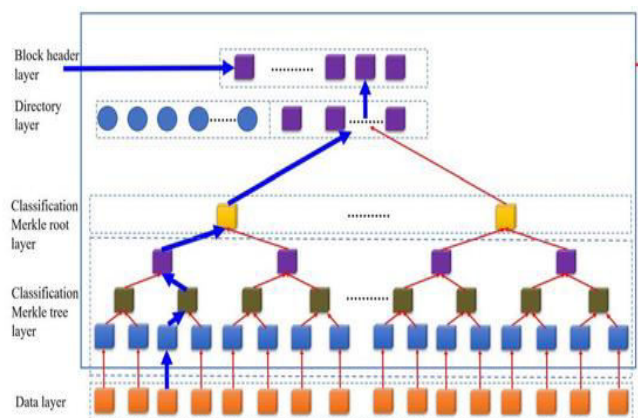 Block header
layer
Directory
layer
Classification
Merkle root
layer
Classification
Merkle tree
layer
Data layer